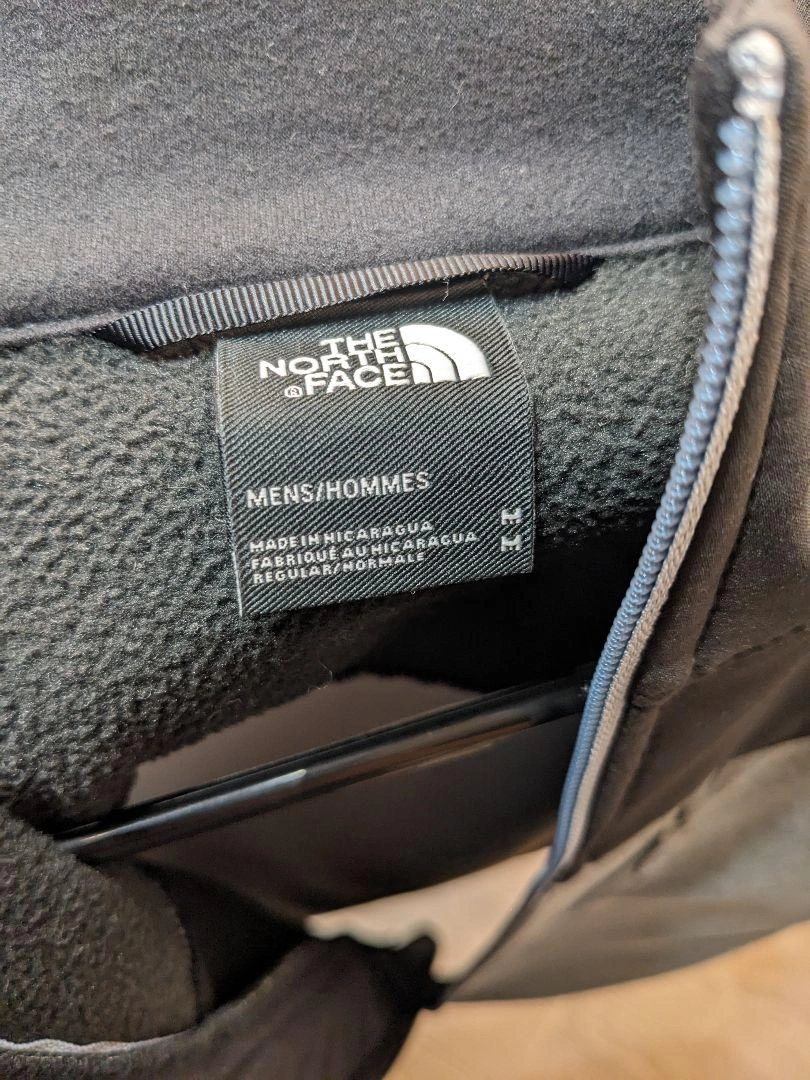 THE
NORTH
® FACE
MENS/HOMMES
MADE IN NICARAGUA
FABRIQUÉ AU NICARAGUA
REGULAR/NORMALE
M
M